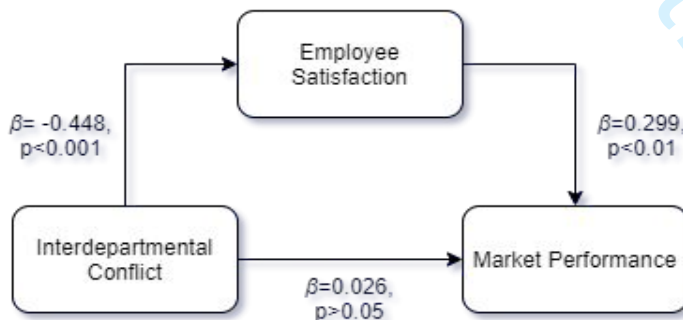 Employee
Satisfaction
β= -0.448,
p<0.001
β=0.299,
p<0.01
Interdepartmental
Conflict
Market Performance
β=0.026,
p>0.05